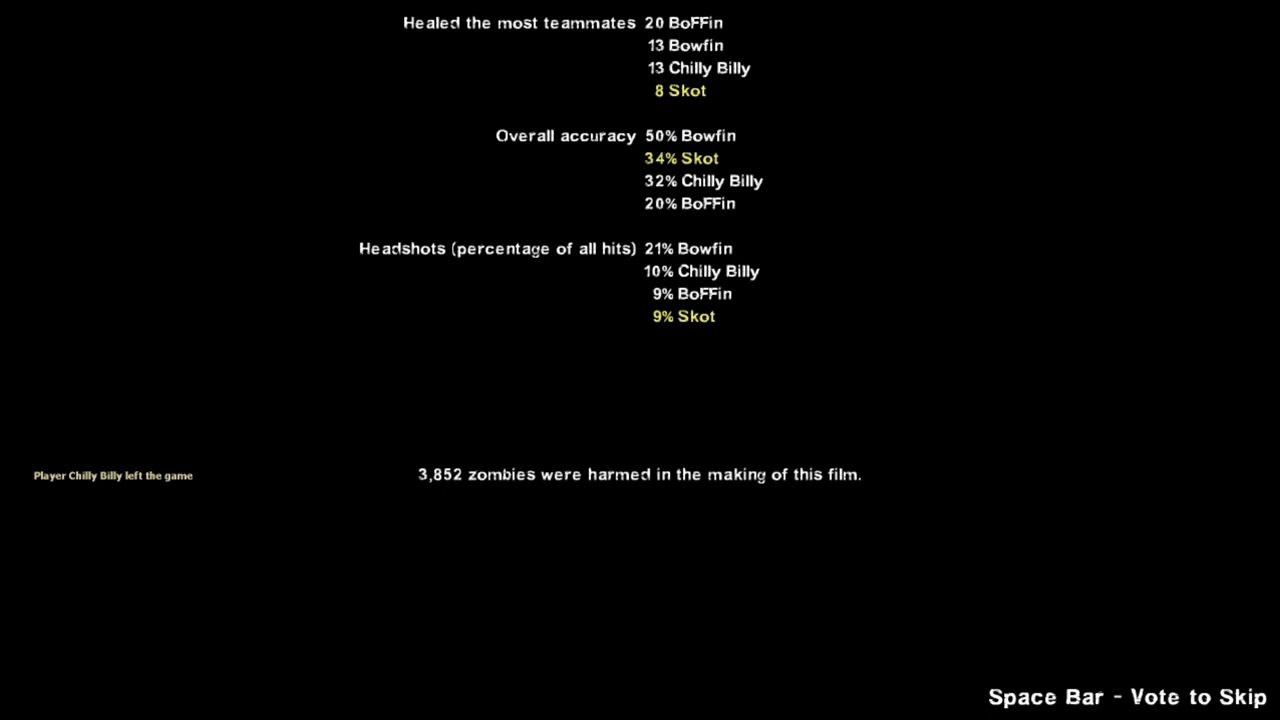 Healed the most teammates 20 BoFFin
13 Bowfin
13 Chilly Billy
8 Skot
Overall accuracy 50% Bowfin
34% Skot
32% Chilly Billy
20% BoFFin
Headshots (percentage of all hits) 21% Bowfin
10% Chilly Billy
9% BoFFin
9% Skot
Player Chilly Billy left the game
3,852 zombies were harmed in the making of this film.
Space Bar - Vote to Skip